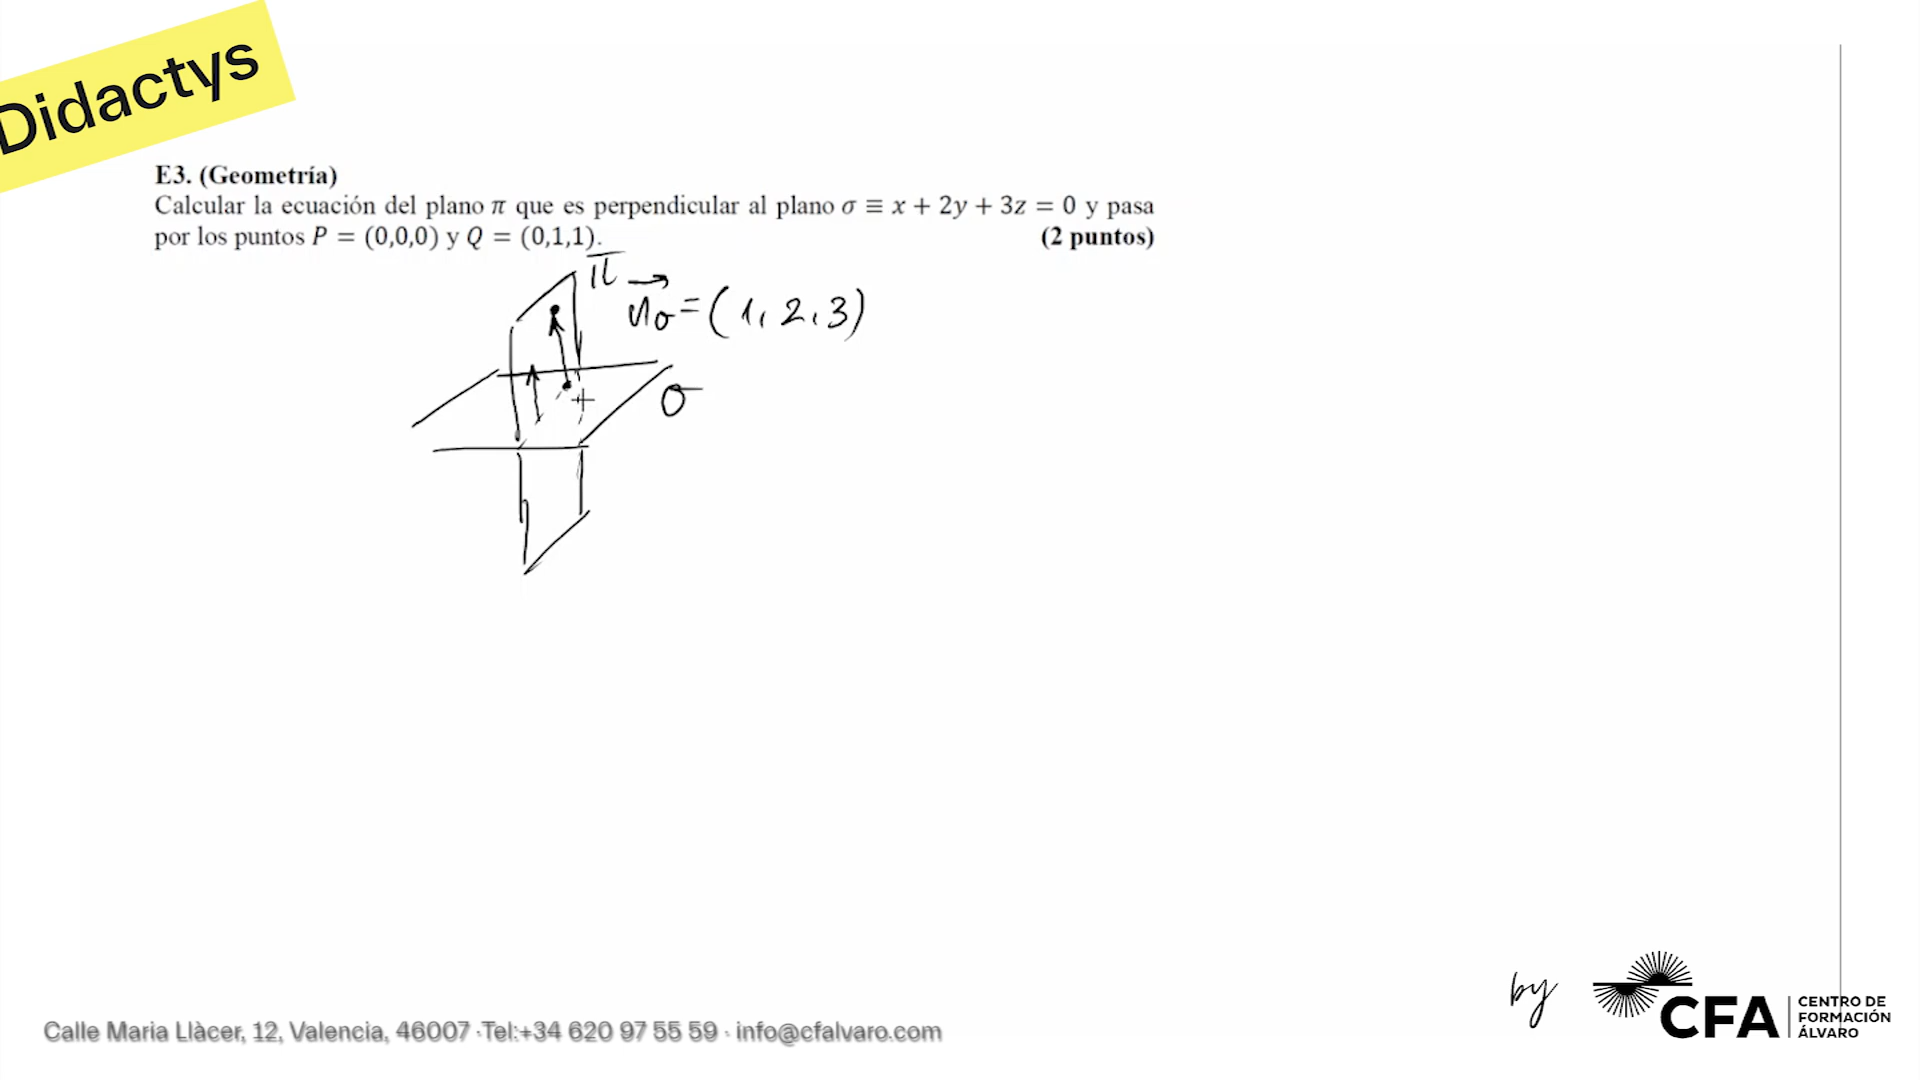 Didactys
E3. (Geometría)
Calcular la ecuación del plano π que es perpendicular al plano σ ≡ x + 2y + 3z = 0 y pasa
por los puntos P = (0,0,0) y Q = (0,1,1).
(2 puntos)
π
n⃗σ = (1, 2, 3)
σ
by
CFA
CENTRO DE
FORMACIÓN
ÁLVARO
Calle Maria Llàcer, 12, Valencia, 46007 ·Tel:+34 620 97 55 59 · info@cfalvaro.com